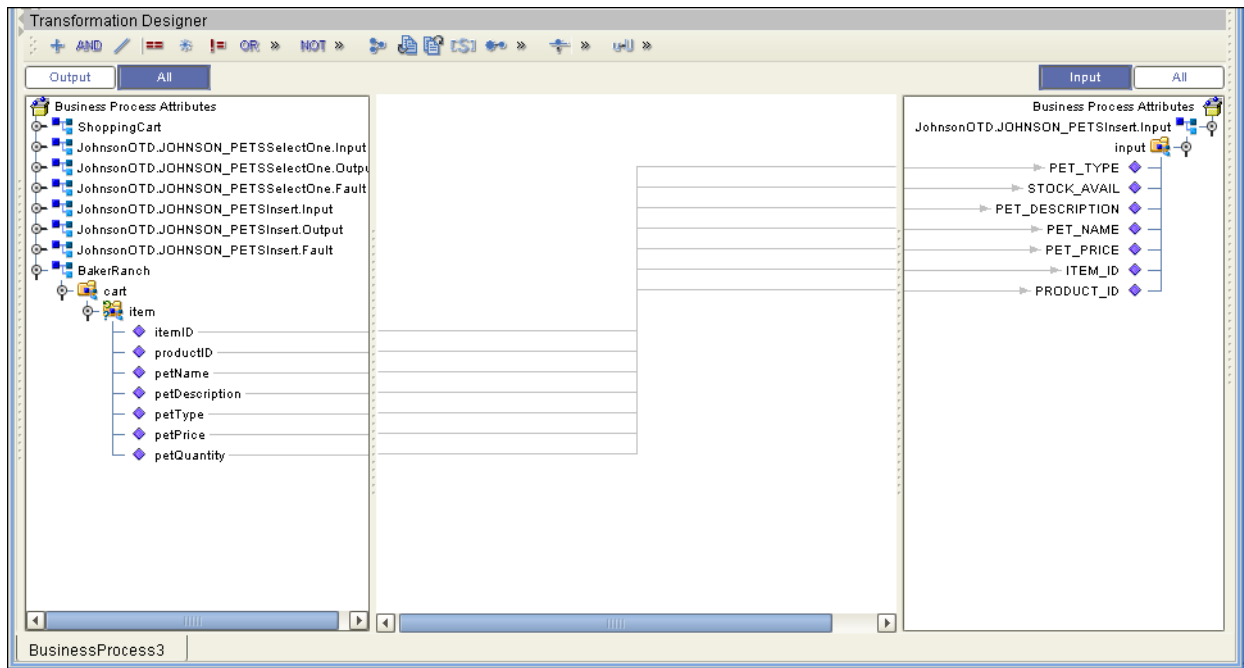 Transformation Designer
AND == != OR » NOT » » » »
Output All Input All
Business Process Attributes
ShoppingCart
JohnsonOTD.JOHNSON_PETSSelectOne.Input
JohnsonOTD.JOHNSON_PETSSelectOne.Outpu
JohnsonOTD.JOHNSON_PETSSelectOne.Fault
JohnsonOTD.JOHNSON_PETSInsert.Input
JohnsonOTD.JOHNSON_PETSInsert.Output
JohnsonOTD.JOHNSON_PETSInsert.Fault
BakerRanch
cart
item
itemID
productID
petName
petDescription
petType
petPrice
petQuantity
Business Process Attributes
JohnsonOTD.JOHNSON_PETSInsert.Input
input
PET_TYPE
STOCK_AVAIL
PET_DESCRIPTION
PET_NAME
PET_PRICE
ITEM_ID
PRODUCT_ID
BusinessProcess3